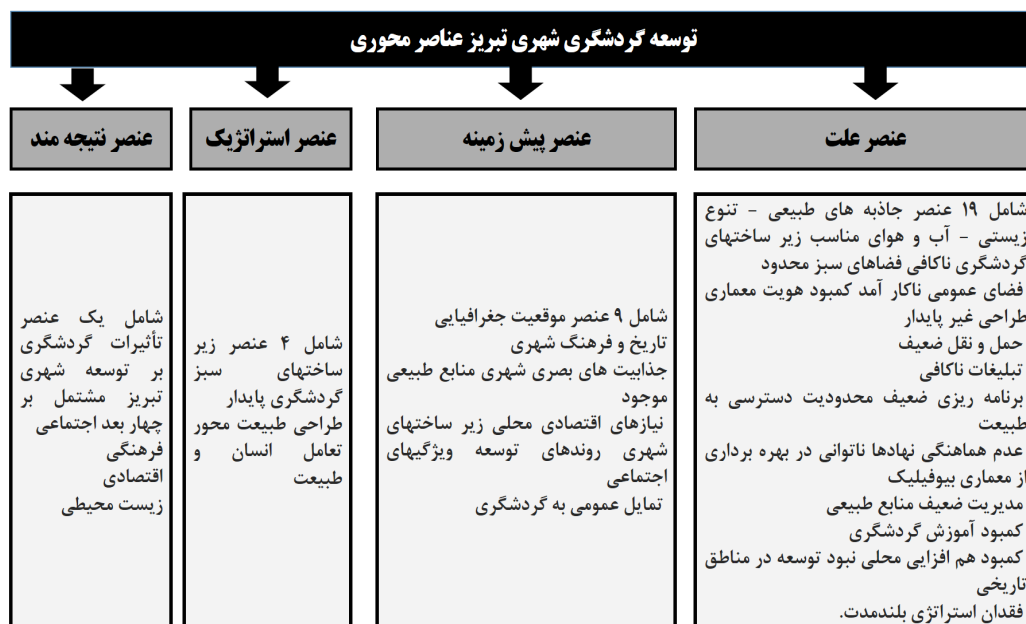 توسعه گردشگری شهری تبریز عناصر محوری
عنصر علت
شامل ۱۹ عنصر جاذبه های طبیعی - تنوع
زیستی - آب و هوای مناسب زیر ساختهای
گردشگری ناکافی فضاهای سبز محدود
فضای عمومی ناکار آمد کمبود هویت معماری
طراحی غیر پایدار
حمل و نقل ضعیف
تبلیغات ناکافی
برنامه ریزی ضعیف محدودیت دسترسی به
طبیعت
عدم هماهنگی نهادها ناتوانی در بهره برداری
از معماری بیوفیلیک
مدیریت ضعیف منابع طبیعی
کمبود آموزش گردشگری
کمبود هم افزایی محلی نبود توسعه در مناطق
تاریخی
فقدان استراتژی بلندمدت.
عنصر پیش زمینه
شامل ۹ عنصر موقعیت جغرافیایی
تاریخ و فرهنگ شهری
جذابیت های بصری شهری منابع طبیعی
موجود
نیازهای اقتصادی محلی زیر ساختهای
شهری روندهای توسعه ویژگیهای
اجتماعی
تمایل عمومی به گردشگری
عنصر استراتژیک
شامل ۴ عنصر زیر
ساختهای سبز
گردشگری پایدار
طراحی طبیعت محور
تعامل انسان و
طبیعت
عنصر نتیجه مند
شامل یک عنصر
تأثیرات گردشگری
بر توسعه شهری
تبریز مشتمل بر
چهار بعد اجتماعی
فرهنگی
اقتصادی
زیست محیطی